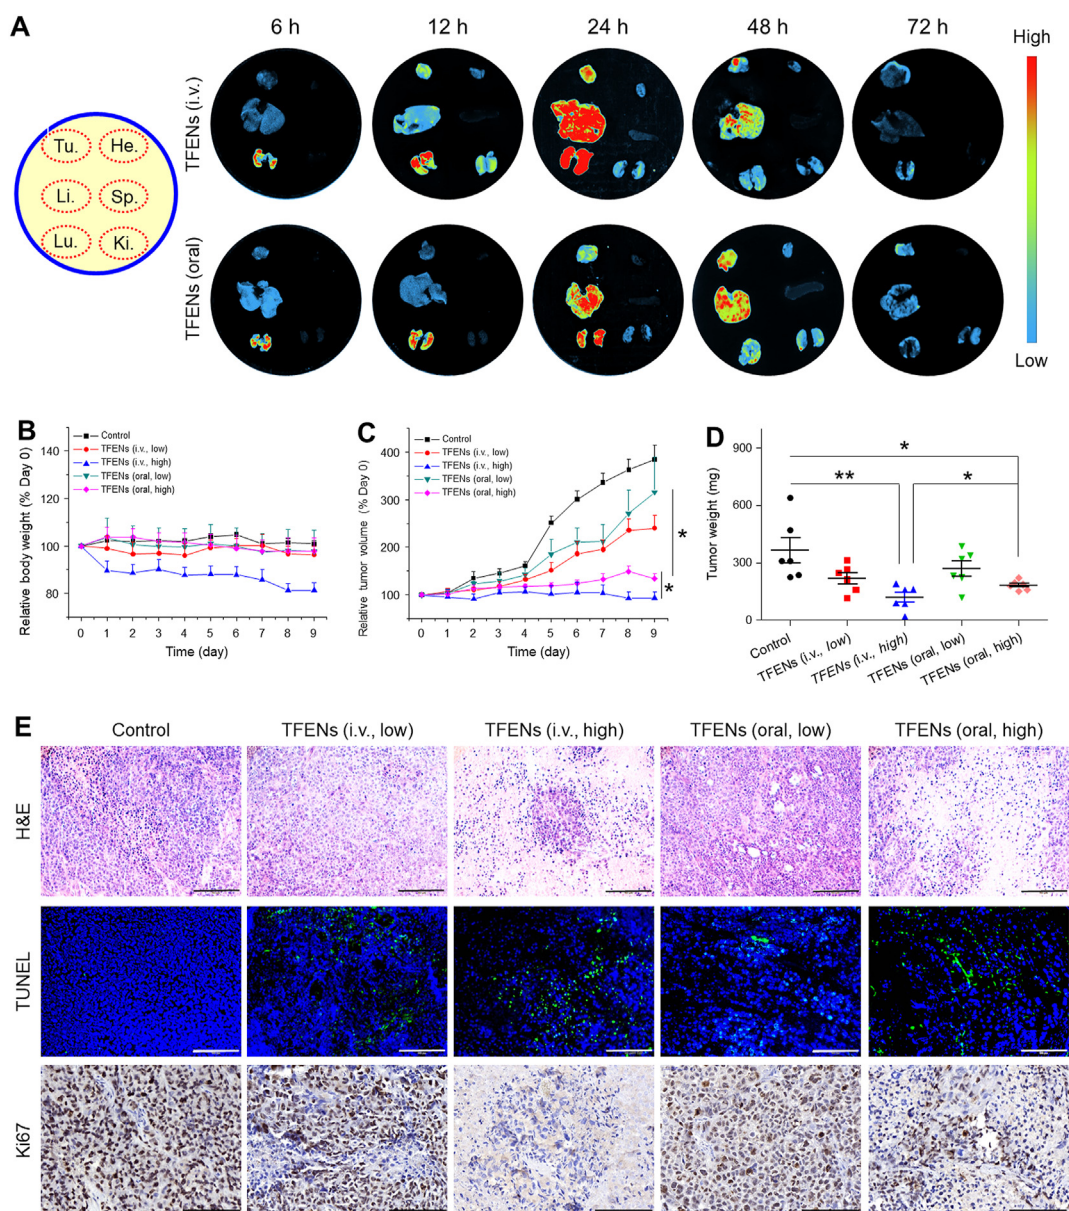 A
6 h 12 h 24 h 48 h 72 h
High
TFENs (i.v.)
Tu. He.
Li. Sp.
Lu. Ki.
TFENs (oral)
Low
B
Control
TFENs (i.v., low)
TFENs (i.v., high)
TFENs (oral, low)
TFENs (oral, high)
Relative body weight (% Day 0)
140
120
100
80
0 1 2 3 4 5 6 7 8 9
Time (day)
C
Control
TFENs (i.v., low)
TFENs (i.v., high)
TFENs (oral, low)
TFENs (oral, high)
Relative tumor volume (% Day 0)
400
300
200
100
0
*
*
0 1 2 3 4 5 6 7 8 9
Time (day)
D
Tumor weight (mg)
900
600
300
0
*
**
*
Control
TFENs (i.v., low)
TFENs (i.v., high)
TFENs (oral, low)
TFENs (oral, high)
E
Control TFENs (i.v., low) TFENs (i.v., high) TFENs (oral, low) TFENs (oral, high)
H&E
TUNEL
Ki67